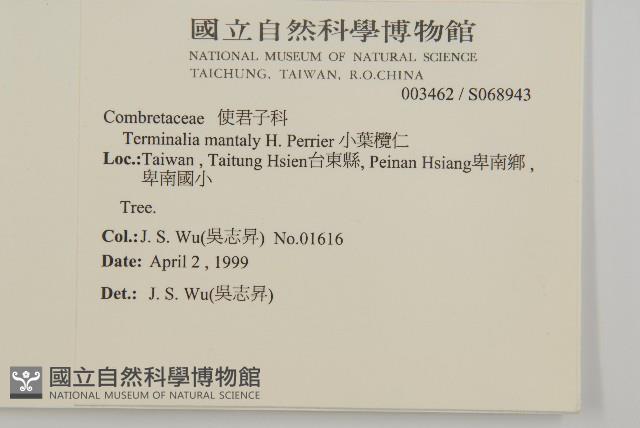 國立自然科學博物館
NATIONAL MUSEUM OF NATURAL SCIENCE
TAICHUNG, TAIWAN, R.O.CHINA
003462 / S068943
Combretaceae 使君子科
Terminalia mantaly H. Perrier 小葉欖仁
Loc.:Taiwan , Taitung Hsien台東縣, Peinan Hsiang卑南鄉 ,
卑南國小
Tree.
Col.:J. S. Wu(吳志昇) No.01616
Date: April 2 , 1999
Det.: J. S. Wu(吳志昇)
國立自然科學博物館
NATIONAL MUSEUM OF NATURAL SCIENCE